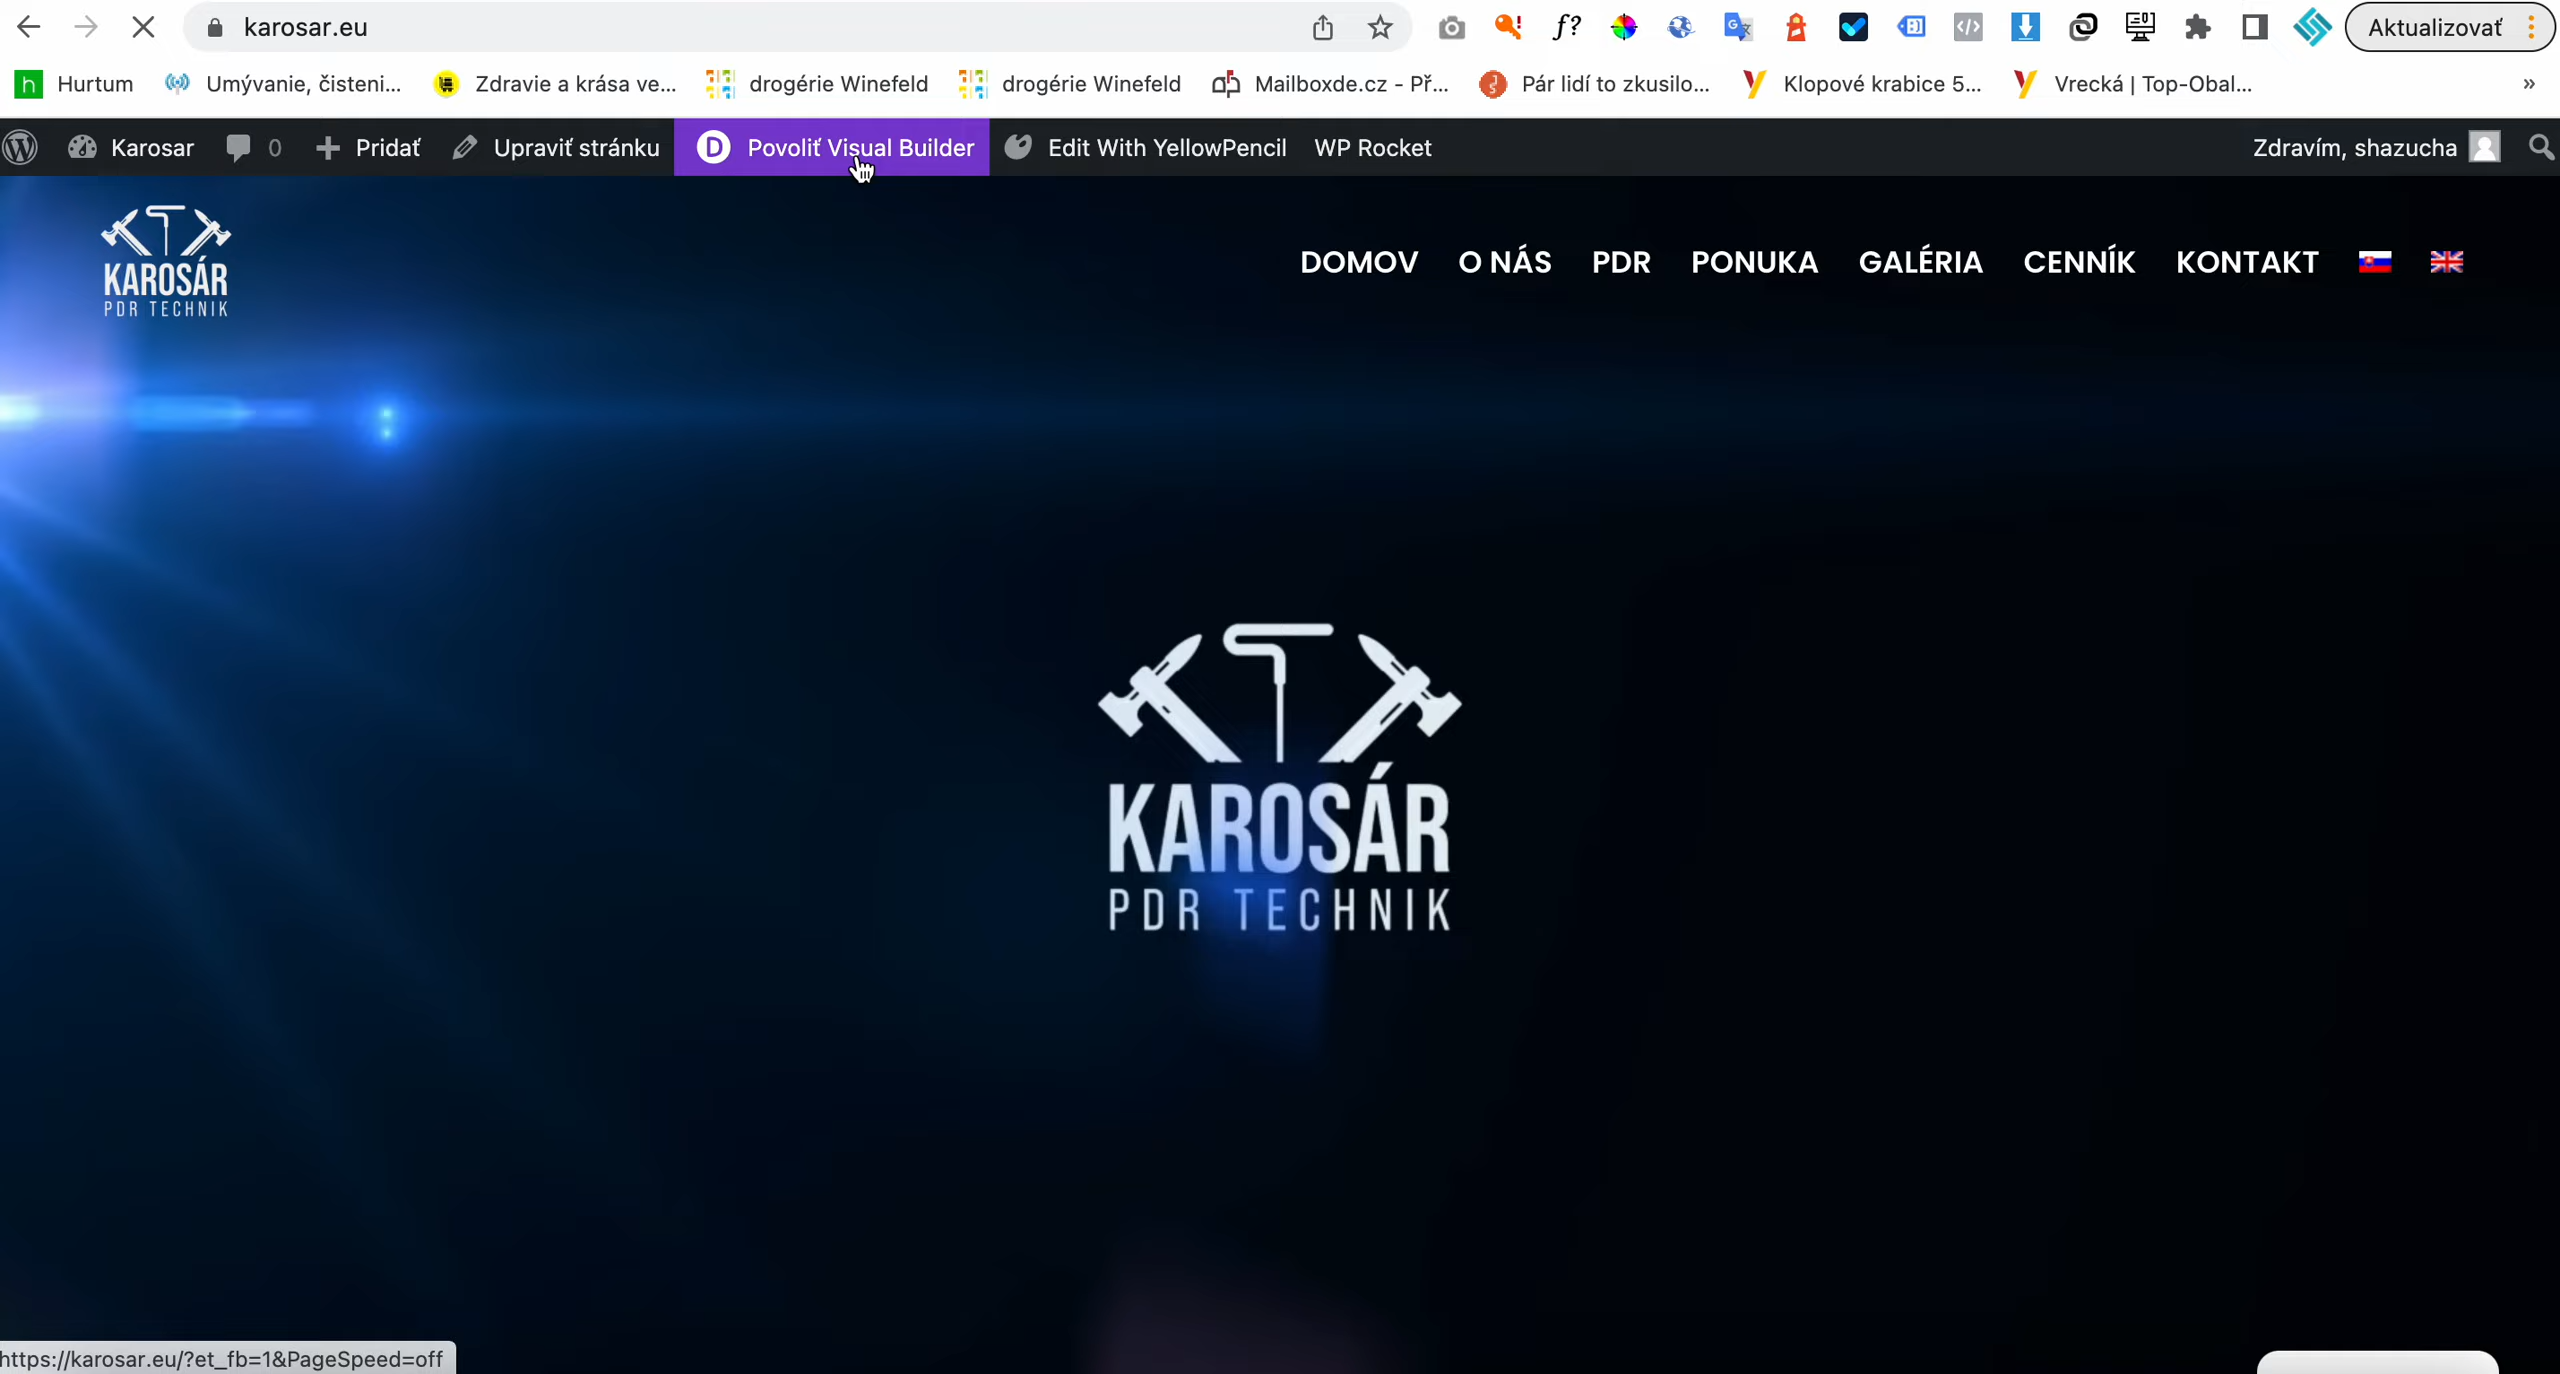 karosar.eu
Aktualizovať
Hurtum
Umývanie, čisteni...
Zdravie a krása ve...
drogérie Winefeld
drogérie Winefeld
Mailboxde.cz - Př...
Pár lidí to zkusilo...
Klopové krabice 5...
Vrecká | Top-Obal...
»
Karosar
0
Pridať
Upraviť stránku
D
Povoliť Visual Builder
Edit With YellowPencil
WP Rocket
Zdravím, shazucha
KAROSÁR
PDR TECHNIK
DOMOV
O NÁS
PDR
PONUKA
GALÉRIA
CENNÍK
KONTAKT
KAROSÁR
PDR TECHNIK
https://karosar.eu/?et_fb=1&PageSpeed=off